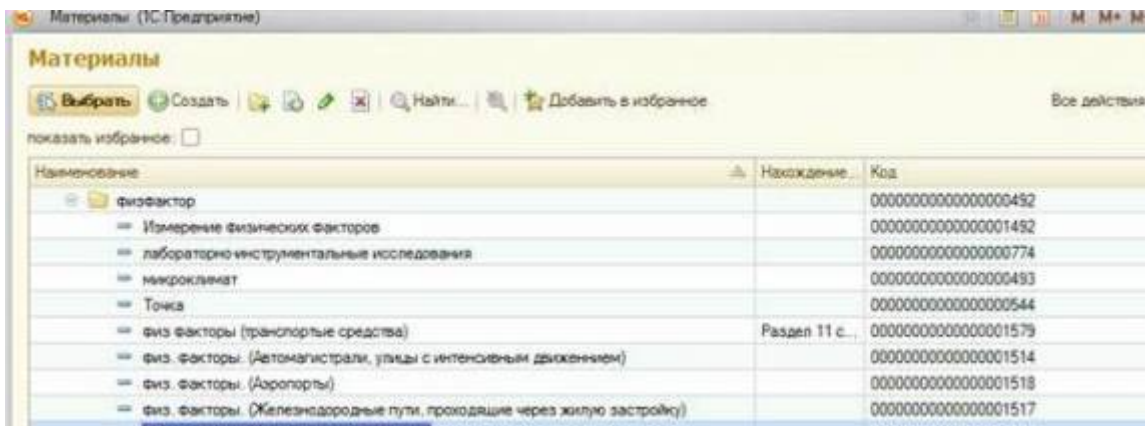 Материалы (1С:Предприятие) M M+ M
Материалы
Выбрать Создать Найти... Добавить в избранное Все действия
показать избранное:
Наименование Нахождение... Код
физфактор 00000000000000000492
Измерение физических факторов 00000000000000001492
лабораторно-инструментальные исследования 00000000000000000774
микроклимат 00000000000000000493
Точка 00000000000000000544
физ факторы (транспортые средства) Раздел 11 с... 00000000000000001579
физ. факторы. (Автомагистрали, улицы с интенсивным движеннием) 00000000000000001514
физ. факторы. (Аэропорты) 00000000000000001518
физ. факторы. (Железнодородные пути, проходящие через жилую застройку) 00000000000000001517